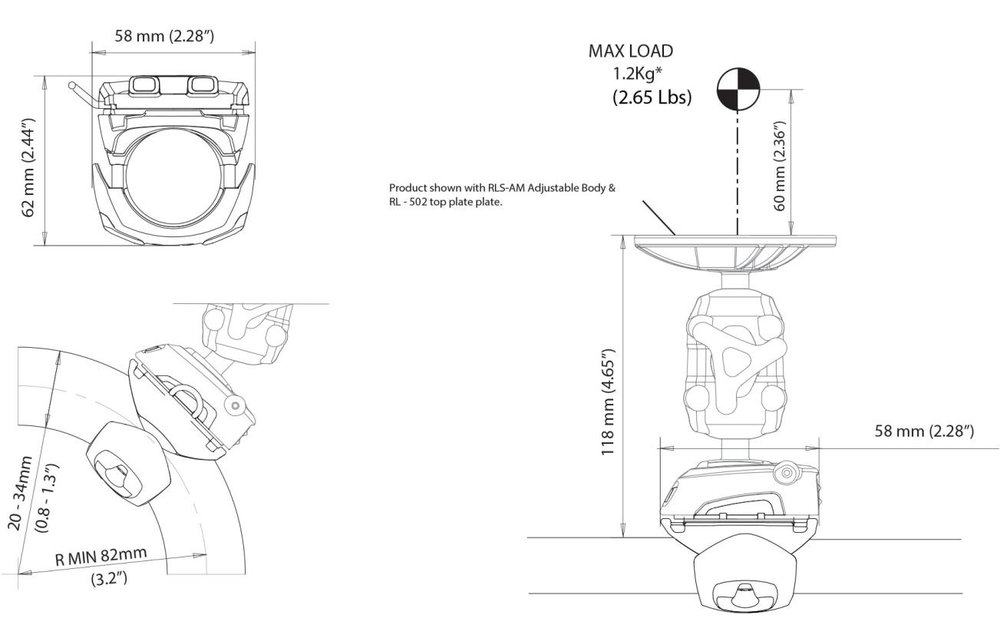 58 mm (2.28”)
62 mm (2.44”)
MAX LOAD
1.2Kg*
(2.65 Lbs)
60 mm (2.36”)
Product shown with RLS-AM Adjustable Body &
RL - 502 top plate plate.
118 mm (4.65”)
58 mm (2.28”)
20 - 34mm
(0.8 - 1.3”)
R MIN 82mm
(3.2”)